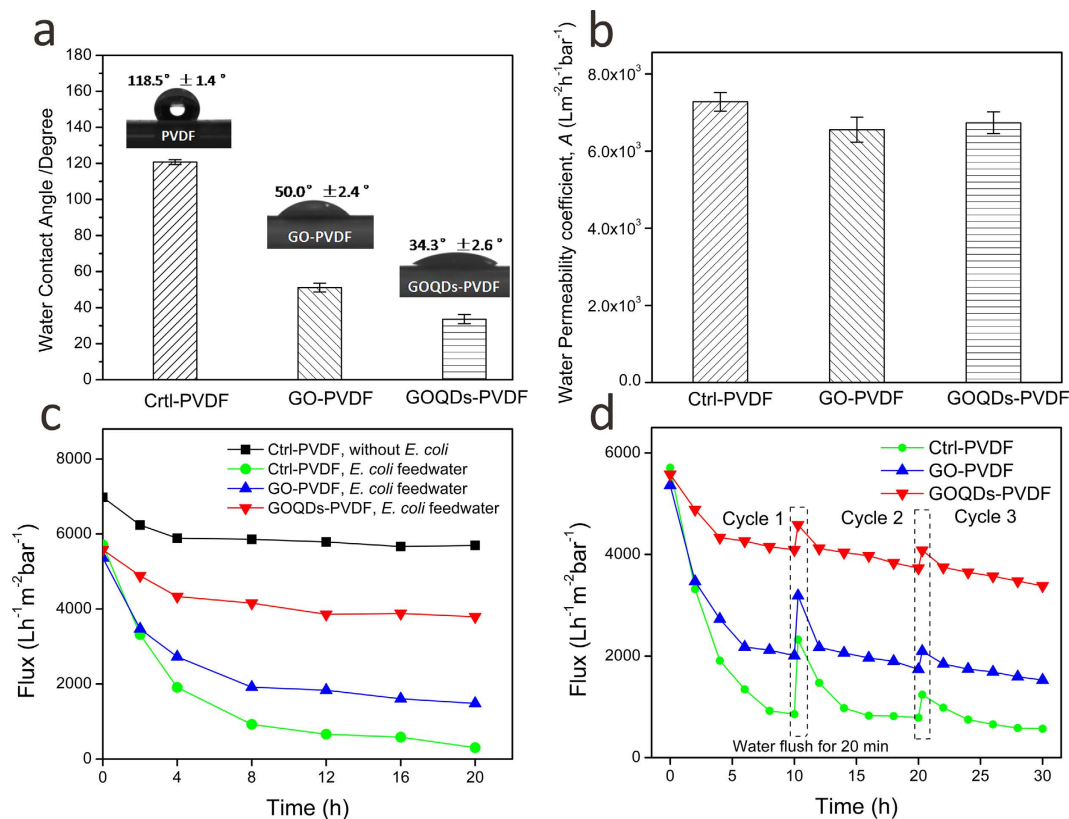 a
Water Contact Angle /Degree
180
160
140
120
100
80
60
40
20
0
118.5° ±1.4°
PVDF
50.0° ±2.4°
GO-PVDF
34.3° ±2.6°
GOQDs-PVDF
Crtl-PVDF
GO-PVDF
GOQDs-PVDF
b
Water Permeability coefficient, A (Lm-2h-1bar-1)
8.0x10³
6.0x10³
4.0x10³
2.0x10³
0.0
Ctrl-PVDF
GO-PVDF
GOQDs-PVDF
c
Flux (Lh-1m-2bar-1)
8000
6000
4000
2000
0
Ctrl-PVDF, without E. coli
Ctrl-PVDF, E. coli feedwater
GO-PVDF, E. coli feedwater
GOQDs-PVDF, E. coli feedwater
0 4 8 12 16 20
Time (h)
d
Flux (Lh-1m-2bar-1)
6000
4000
2000
0
Ctrl-PVDF
GO-PVDF
GOQDs-PVDF
Cycle 1
Cycle 2
Cycle 3
Water flush for 20 min
0 5 10 15 20 25 30
Time (h)